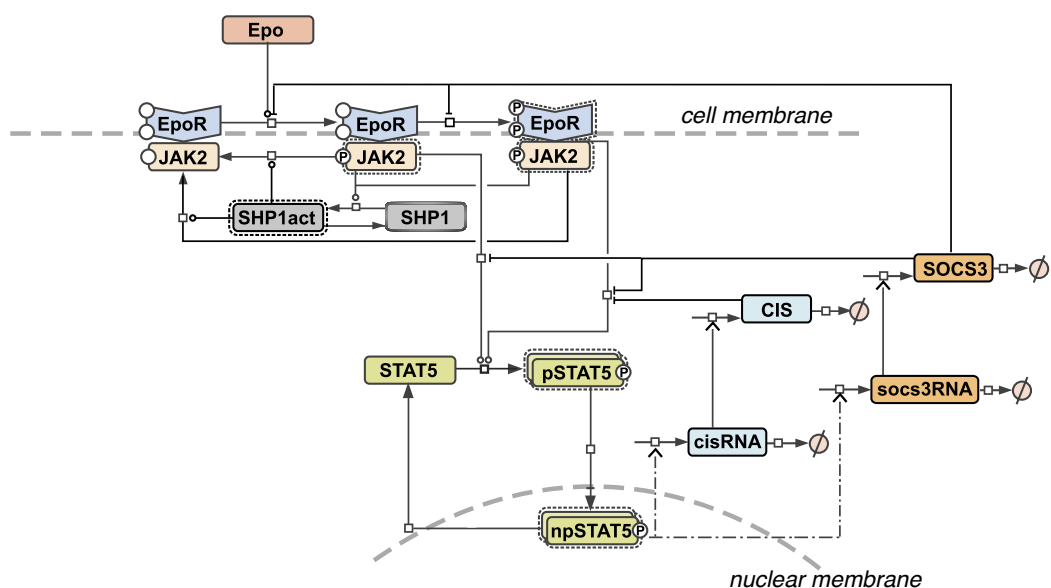 Epo
cell membrane
P
EpoR
EpoR
P
EpoR
JAK2
P
JAK2
P
JAK2
SHP1act
SHP1
SOCS3
CIS
STAT5
pSTAT5
P
socs3RNA
cisRNA
npSTAT5
P
nuclear membrane